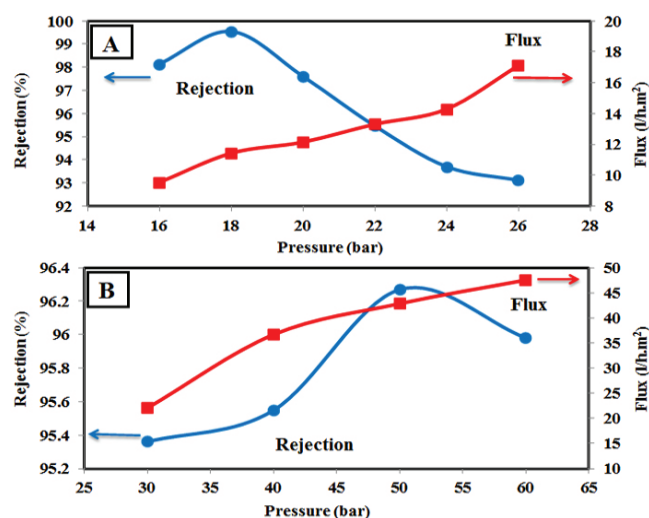 A
Rejection(%)
100
99
98
97
96
95
94
93
92
Flux
Rejection
20
18
16
14
12
10
8
Flux (l/h.m²)
14 16 18 20 22 24 26 28
Pressure (bar)
B
Rejection(%)
96.4
96.2
96
95.8
95.6
95.4
95.2
Flux
Rejection
50
45
40
35
30
25
20
15
10
Flux (l/h.m²)
25 30 35 40 45 50 55 60 65
Pressure (bar)